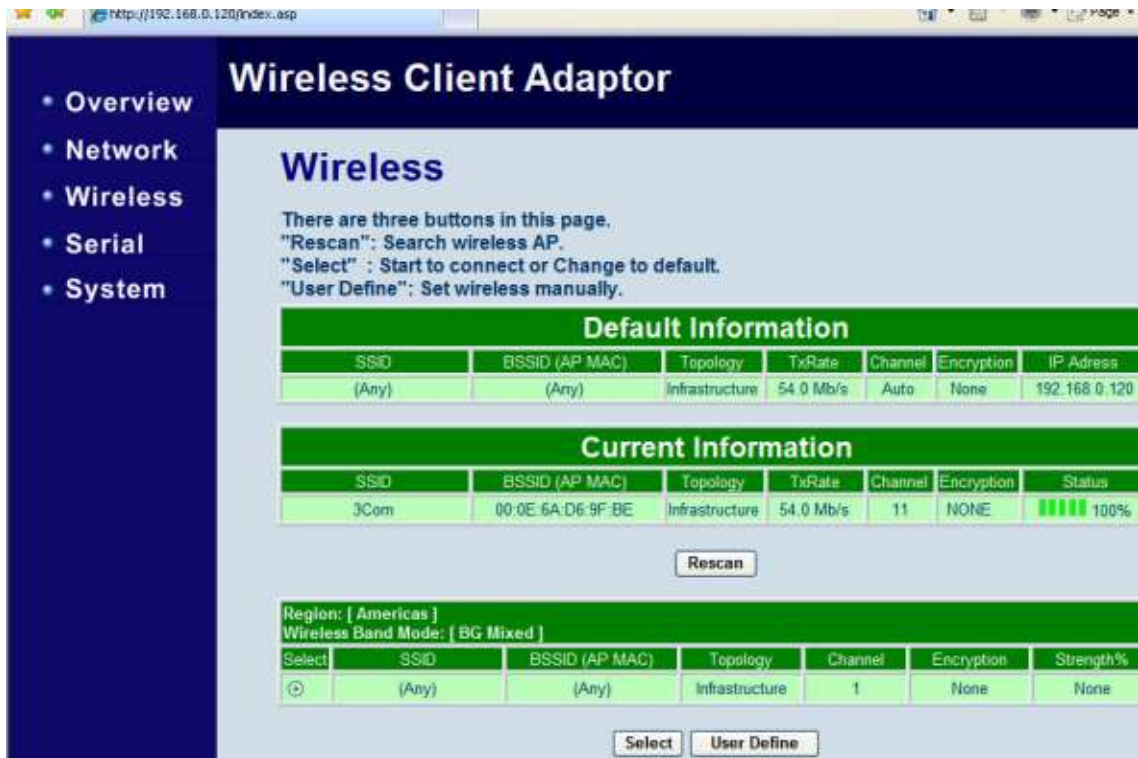 http://192.168.0.120/index.asp
Page
Wireless Client Adaptor
Overview
Network
Wireless
Serial
System
Wireless
There are three buttons in this page.
"Rescan": Search wireless AP.
"Select" : Start to connect or Change to default.
"User Define": Set wireless manually.
Default Information
SSID BSSID (AP MAC) Topology TxRate Channel Encryption IP Adress
(Any) (Any) Infrastructure 54.0 Mb/s Auto None 192.168.0.120
Current Information
SSID BSSID (AP MAC) Topology TxRate Channel Encryption Status
3Com 00:0E:6A:D6:9F:BE Infrastructure 54.0 Mb/s 11 NONE 100%
Rescan
Region: [ Americas ]
Wireless Band Mode: [ BG Mixed ]
Select SSID BSSID (AP MAC) Topology Channel Encryption Strength%
(Any) (Any) Infrastructure 1 None None
Select User Define